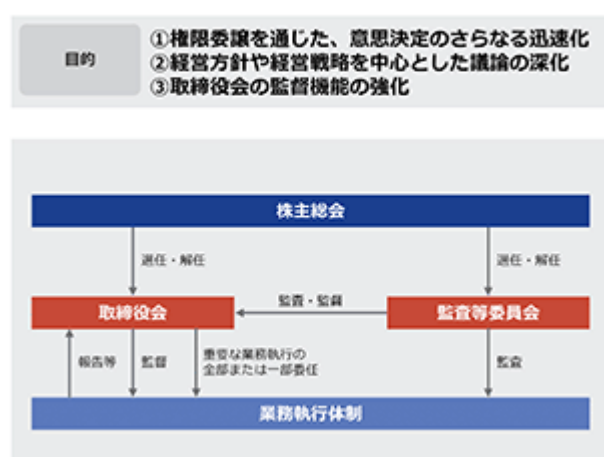 目的
①権限委譲を通じた、意思決定のさらなる迅速化
②経営方針や経営戦略を中心とした議論の深化
③取締役会の監督機能の強化
株主総会
選任・解任
選任・解任
取締役会
監査・監督
監査等委員会
報告等
監督
重要な業務執行の
全部または一部委任
監査
業務執行体制